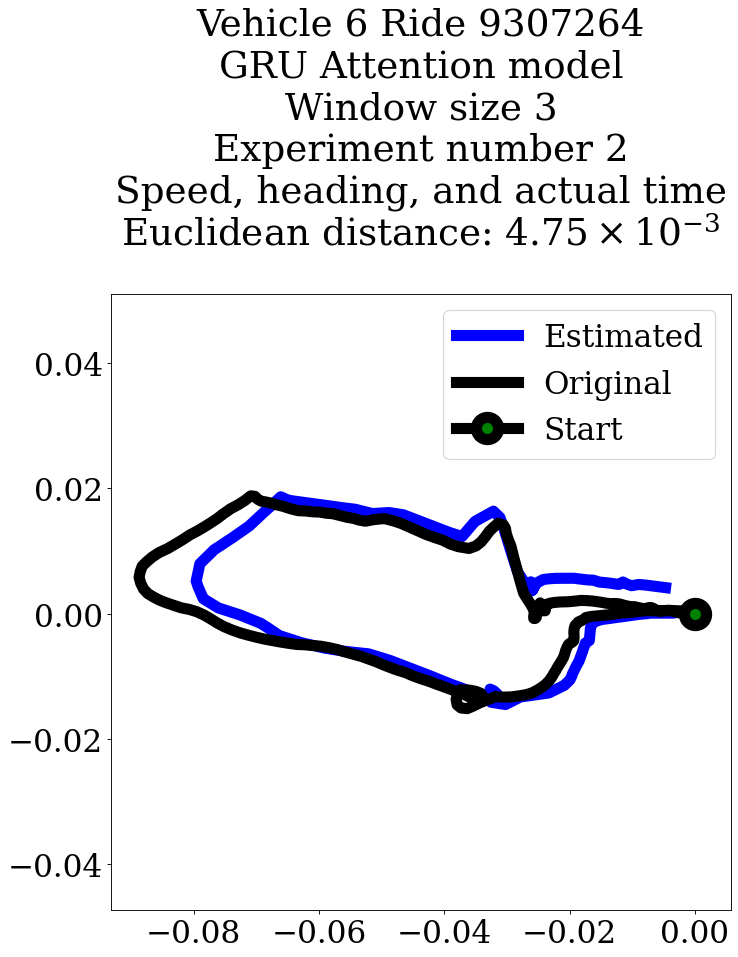 Vehicle 6 Ride 9307264
GRU Attention model
Window size 3
Experiment number 2
Speed, heading, and actual time
Euclidean distance: 4.75 × 10⁻³
Estimated
Original
Start
0.04
0.02
0.00
−0.02
−0.04
−0.08 −0.06 −0.04 −0.02 0.00